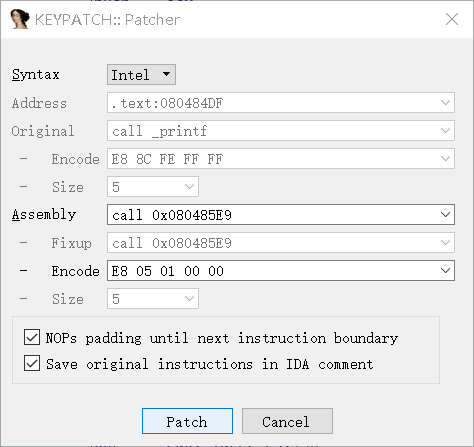 KEYPATCH:: Patcher
Syntax Intel
Address .text:080484DF
Original call _printf
- Encode E8 8C FE FF FF
- Size 5
Assembly call 0x080485E9
- Fixup call 0x080485E9
- Encode E8 05 01 00 00
- Size 5
NOPs padding until next instruction boundary
Save original instructions in IDA comment
Patch Cancel